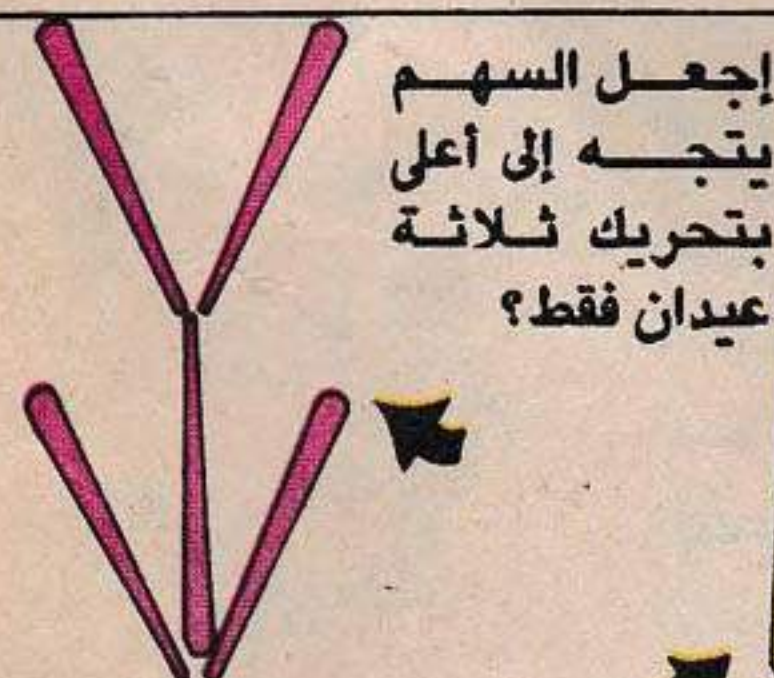 إجعل السهم
يتجه إلى أعلى
بتحريك ثلاثة
عيدان فقط؟